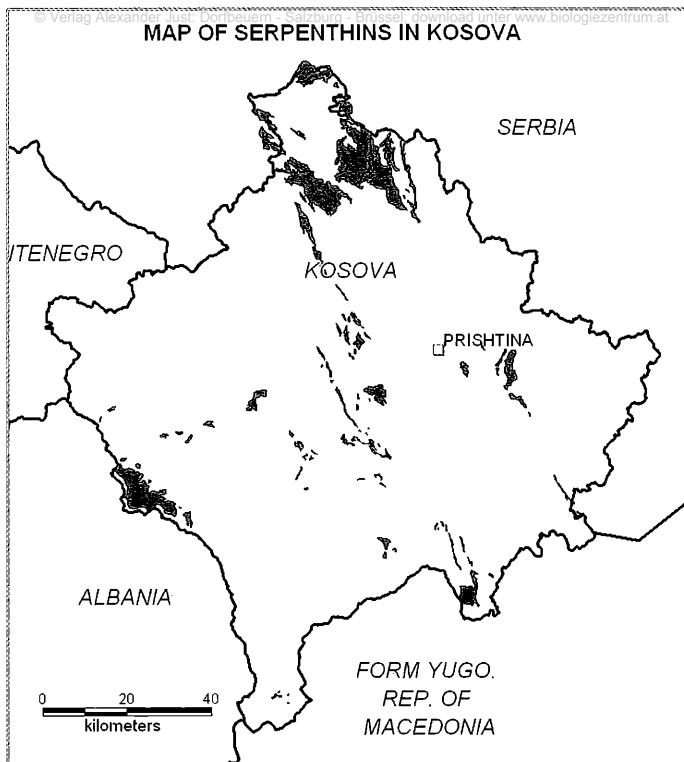 © Verlag Alexander Just: Dorfbeuern - Salzburg - Brüssel; download unter www.biologiezentrum.at
MAP OF SERPENTHINS IN KOSOVA
SERBIA
ITENEGRO
KOSOVA
PRISHTINA
ALBANIA
FORM YUGO.
REP. OF
MACEDONIA
0 20 40
kilometers